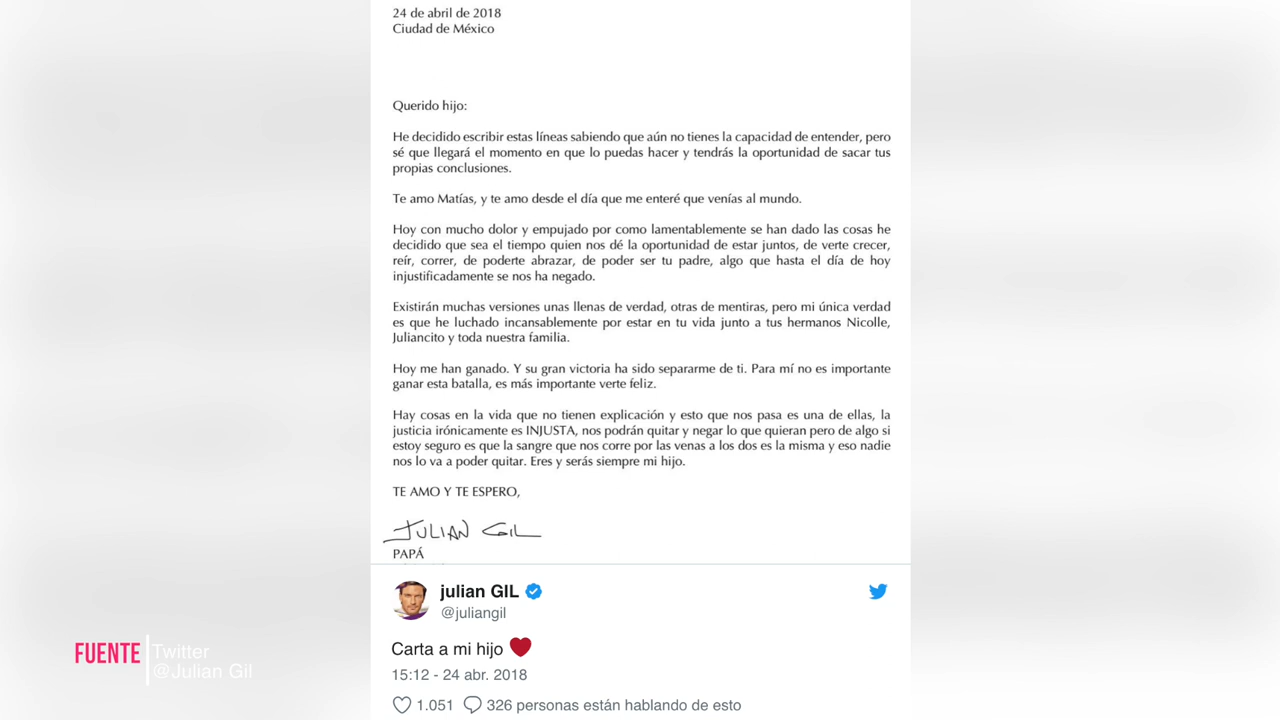 24 de abril de 2018
Ciudad de México
Querido hijo:
He decidido escribir estas líneas sabiendo que aún no tienes la capacidad de entender, pero
sé que llegará el momento en que lo puedas hacer y tendrás la oportunidad de sacar tus
propias conclusiones.
Te amo Matías, y te amo desde el día que me enteré que venías al mundo.
Hoy con mucho dolor y empujado por como lamentablemente se han dado las cosas he
decidido que sea el tiempo quien nos dé la oportunidad de estar juntos, de verte crecer,
reír, correr, de poderte abrazar, de poder ser tu padre, algo que hasta el día de hoy
injustificadamente se nos ha negado.
Existirán muchas versiones unas llenas de verdad, otras de mentiras, pero mi única verdad
es que he luchado incansablemente por estar en tu vida junto a tus hermanos Nicolle,
Juliancito y toda nuestra familia.
Hoy me han ganado. Y su gran victoria ha sido separarme de ti. Para mí no es importante
ganar esta batalla, es más importante verte feliz.
Hay cosas en la vida que no tienen explicación y esto que nos pasa es una de ellas, la
justicia irónicamente es INJUSTA, nos podrán quitar y negar lo que quieran pero de algo si
estoy seguro es que la sangre que nos corre por las venas a los dos es la misma y eso nadie
nos lo va a poder quitar. Eres y serás siempre mi hijo.
TE AMO Y TE ESPERO,
JULIAN GIL
PAPÁ
julian GIL
@juliangil
Carta a mi hijo ❤
15:12 - 24 abr. 2018
1.051 326 personas están hablando de esto
FUENTE
Twitter
@Julian Gil